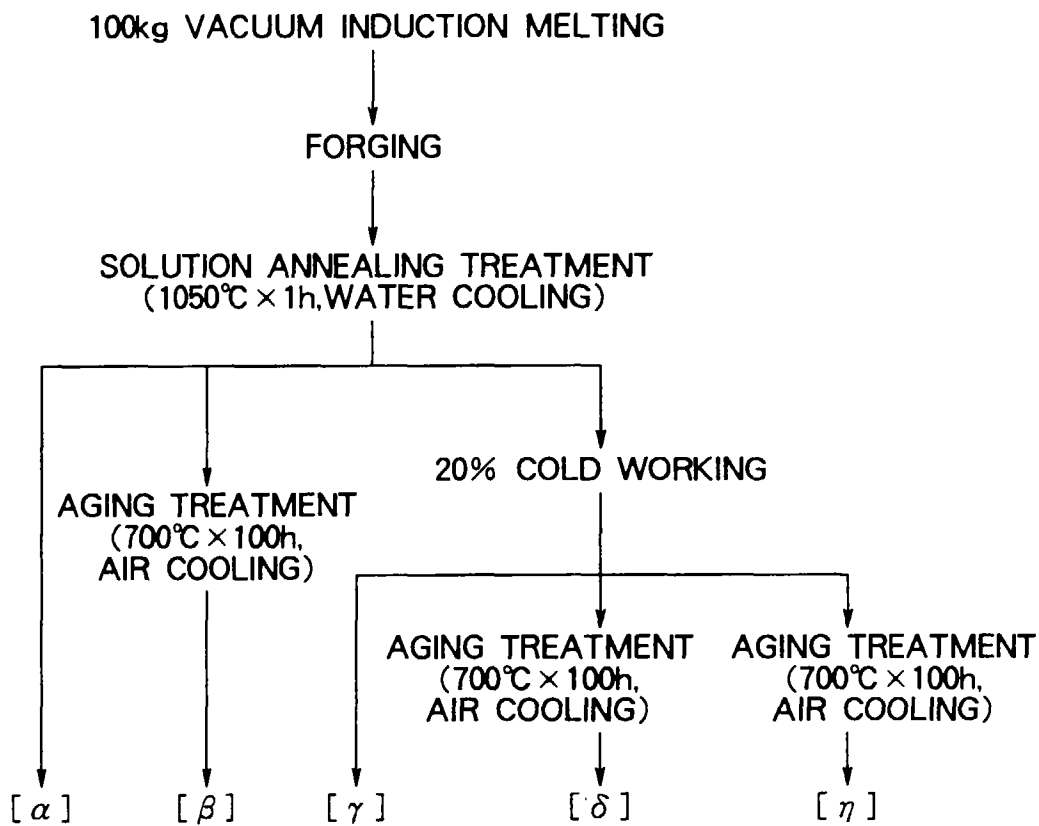 100kg VACUUM INDUCTION MELTING
FORGING
SOLUTION ANNEALING TREATMENT
(1050℃×1h,WATER COOLING)
20% COLD WORKING
AGING TREATMENT
(700℃×100h,
AIR COOLING)
AGING TREATMENT
(700℃×100h,
AIR COOLING)
AGING TREATMENT
(700℃×100h,
AIR COOLING)
[α]
[β]
[γ]
[δ]
[η]